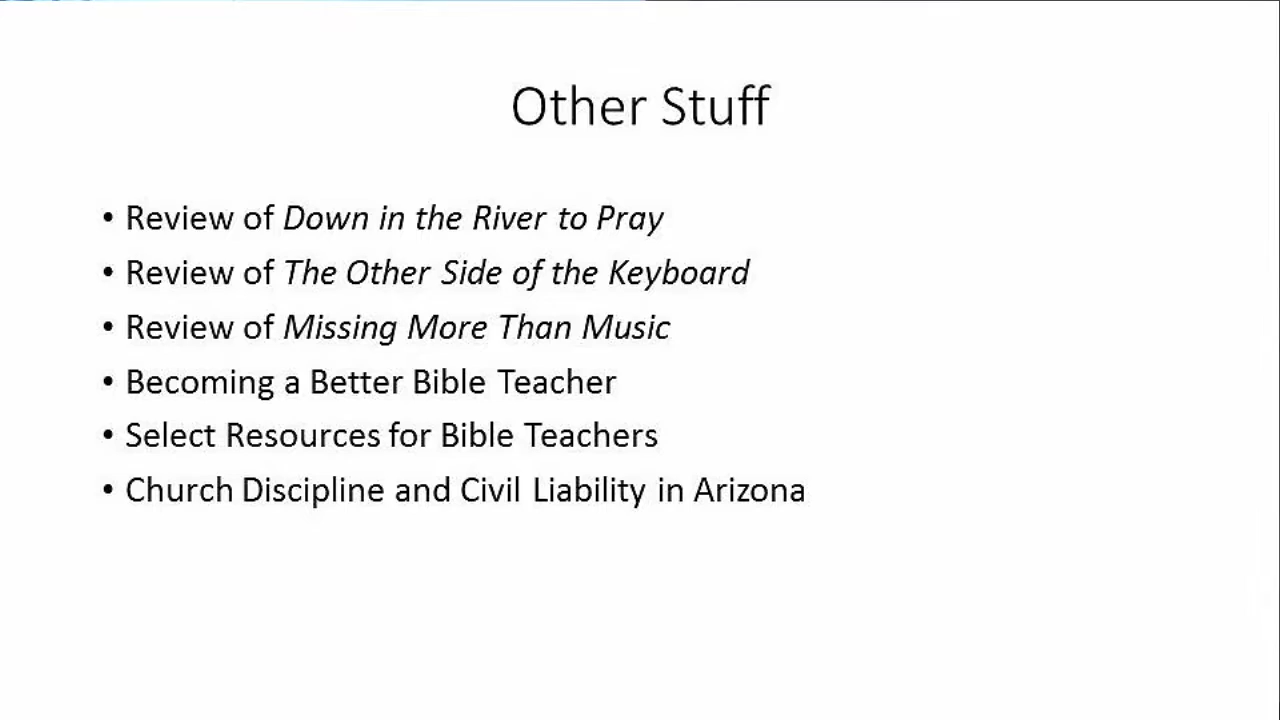 Other Stuff
• Review of Down in the River to Pray
• Review of The Other Side of the Keyboard
• Review of Missing More Than Music
• Becoming a Better Bible Teacher
• Select Resources for Bible Teachers
• Church Discipline and Civil Liability in Arizona